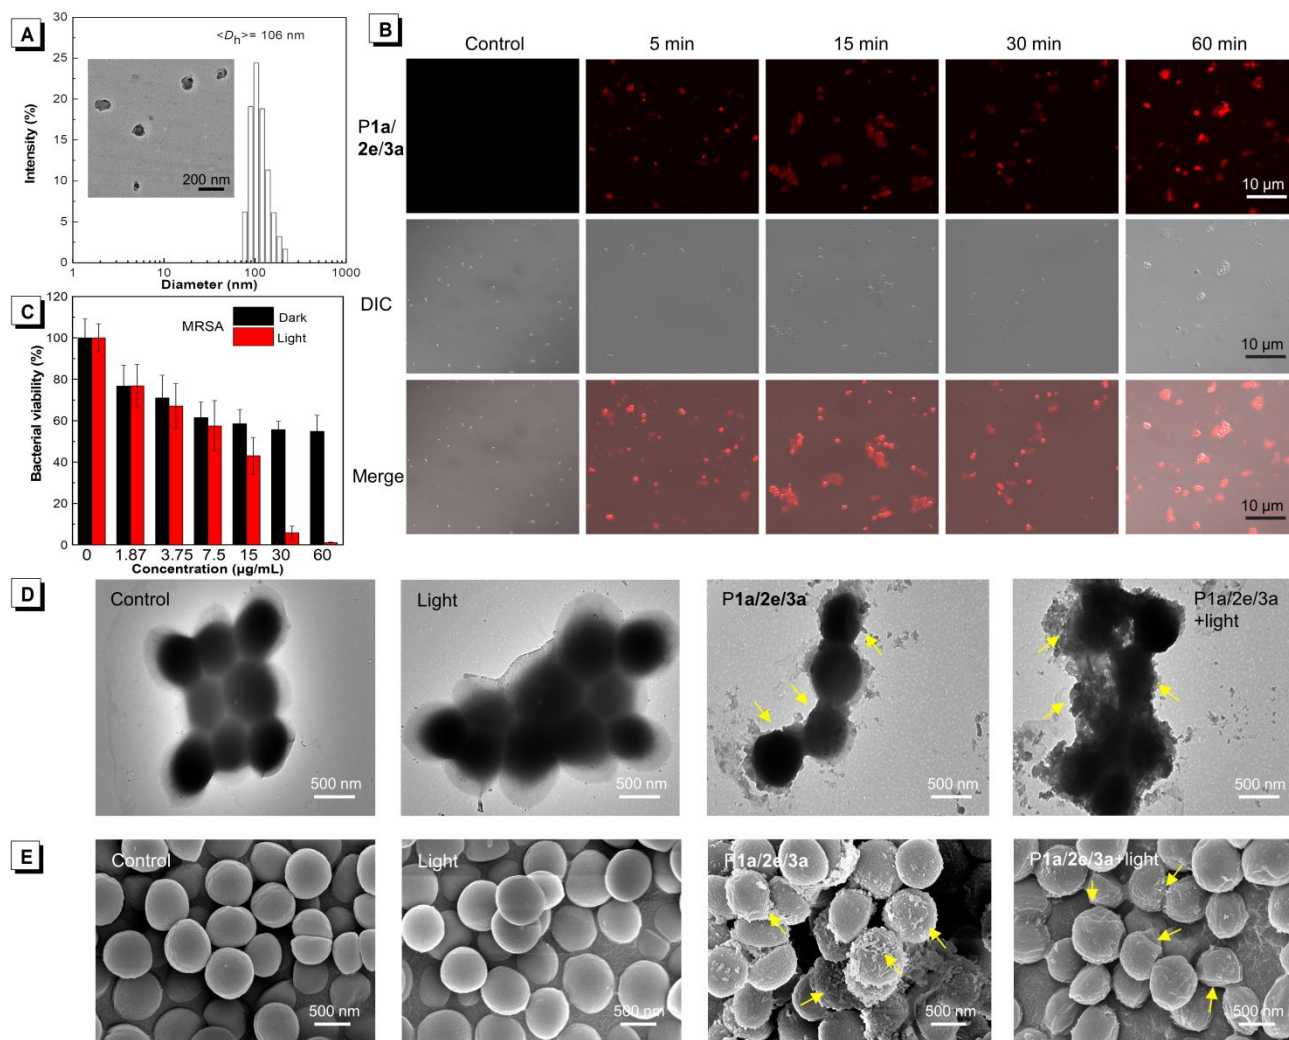 A
30
25
20
15
10
5
0
Intensity (%)
<Dh>= 106 nm
200 nm
1
10
100
1000
Diameter (nm)
B
Control
5 min
15 min
30 min
60 min
P1a/
2e/3a
10 µm
DIC
10 µm
Merge
10 µm
C
120
100
80
60
40
20
0
Bacterial viability (%)
MRSA
Dark
Light
0 1.87 3.75 7.5 15 30 60
Concentration (µg/mL)
D
Control
500 nm
Light
500 nm
P1a/2e/3a
500 nm
P1a/2e/3a
+light
500 nm
E
Control
500 nm
Light
500 nm
P1a/2e/3a
500 nm
P1a/2e/3a+light
500 nm